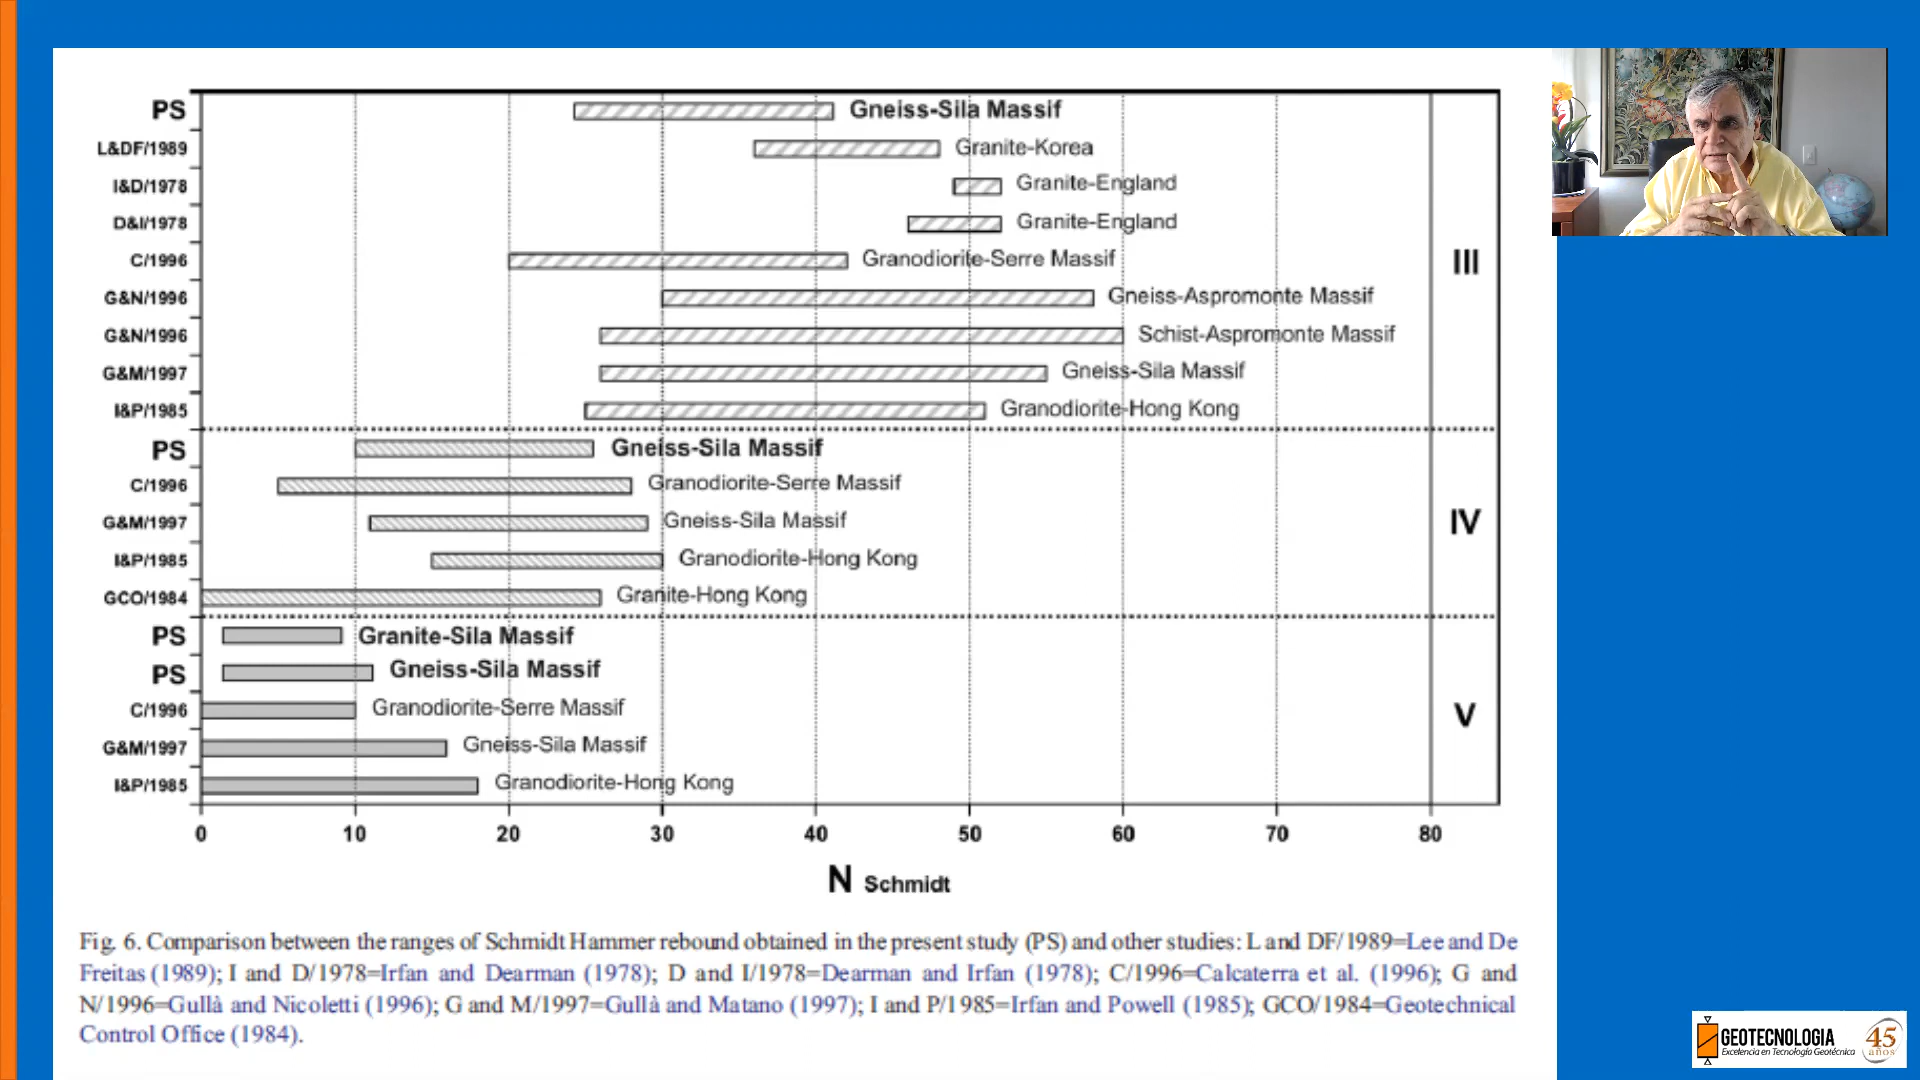 PS Gneiss-Sila Massif
L&DF/1989 Granite-Korea
I&D/1978 Granite-England
D&I/1978 Granite-England
C/1996 Granodiorite-Serre Massif
III
G&N/1996 Gneiss-Aspromonte Massif
G&N/1996 Schist-Aspromonte Massif
G&M/1997 Gneiss-Sila Massif
I&P/1985 Granodiorite-Hong Kong
PS Gneiss-Sila Massif
C/1996 Granodiorite-Serre Massif
G&M/1997 Gneiss-Sila Massif
IV
I&P/1985 Granodiorite-Hong Kong
GCO/1984 Granite-Hong Kong
PS Granite-Sila Massif
PS Gneiss-Sila Massif
C/1996 Granodiorite-Serre Massif
V
G&M/1997 Gneiss-Sila Massif
I&P/1985 Granodiorite-Hong Kong
0 10 20 30 40 50 60 70 80
N Schmidt
Fig. 6. Comparison between the ranges of Schmidt Hammer rebound obtained in the present study (PS) and other studies: L and DF/1989=Lee and De
Freitas (1989); I and D/1978=Irfan and Dearman (1978); D and I/1978=Dearman and Irfan (1978); C/1996=Calcaterra et al. (1996); G and
N/1996=Gullà and Nicoletti (1996); G and M/1997=Gullà and Matano (1997); I and P/1985=Irfan and Powell (1985); GCO/1984=Geotechnical
Control Office (1984).
GEOTECNOLOGIA
Excelencia en Tecnología Geotécnica
45
años